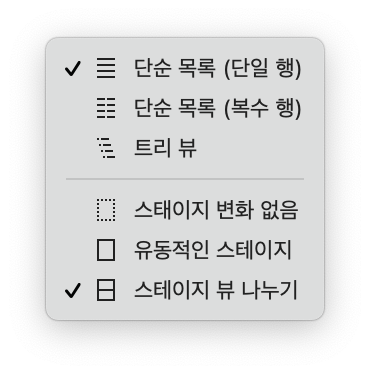 단순 목록 (단일 행)
단순 목록 (복수 행)
트리 뷰
스태이지 변화 없음
유동적인 스테이지
스테이지 뷰 나누기